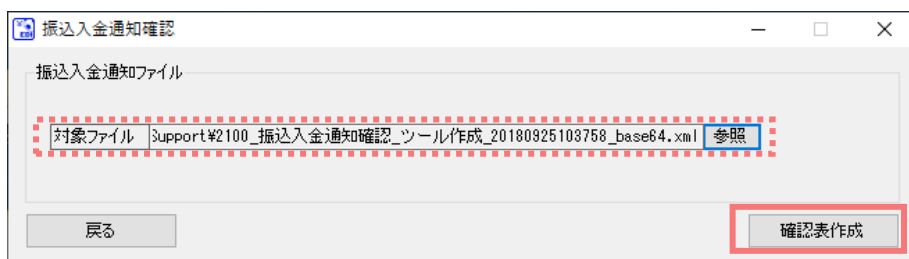 振込入金通知確認
振込入金通知ファイル
対象ファイル Support¥2100_振込入金通知確認_ツール作成_20180925103758_base64.xml 参照
戻る 確認表作成